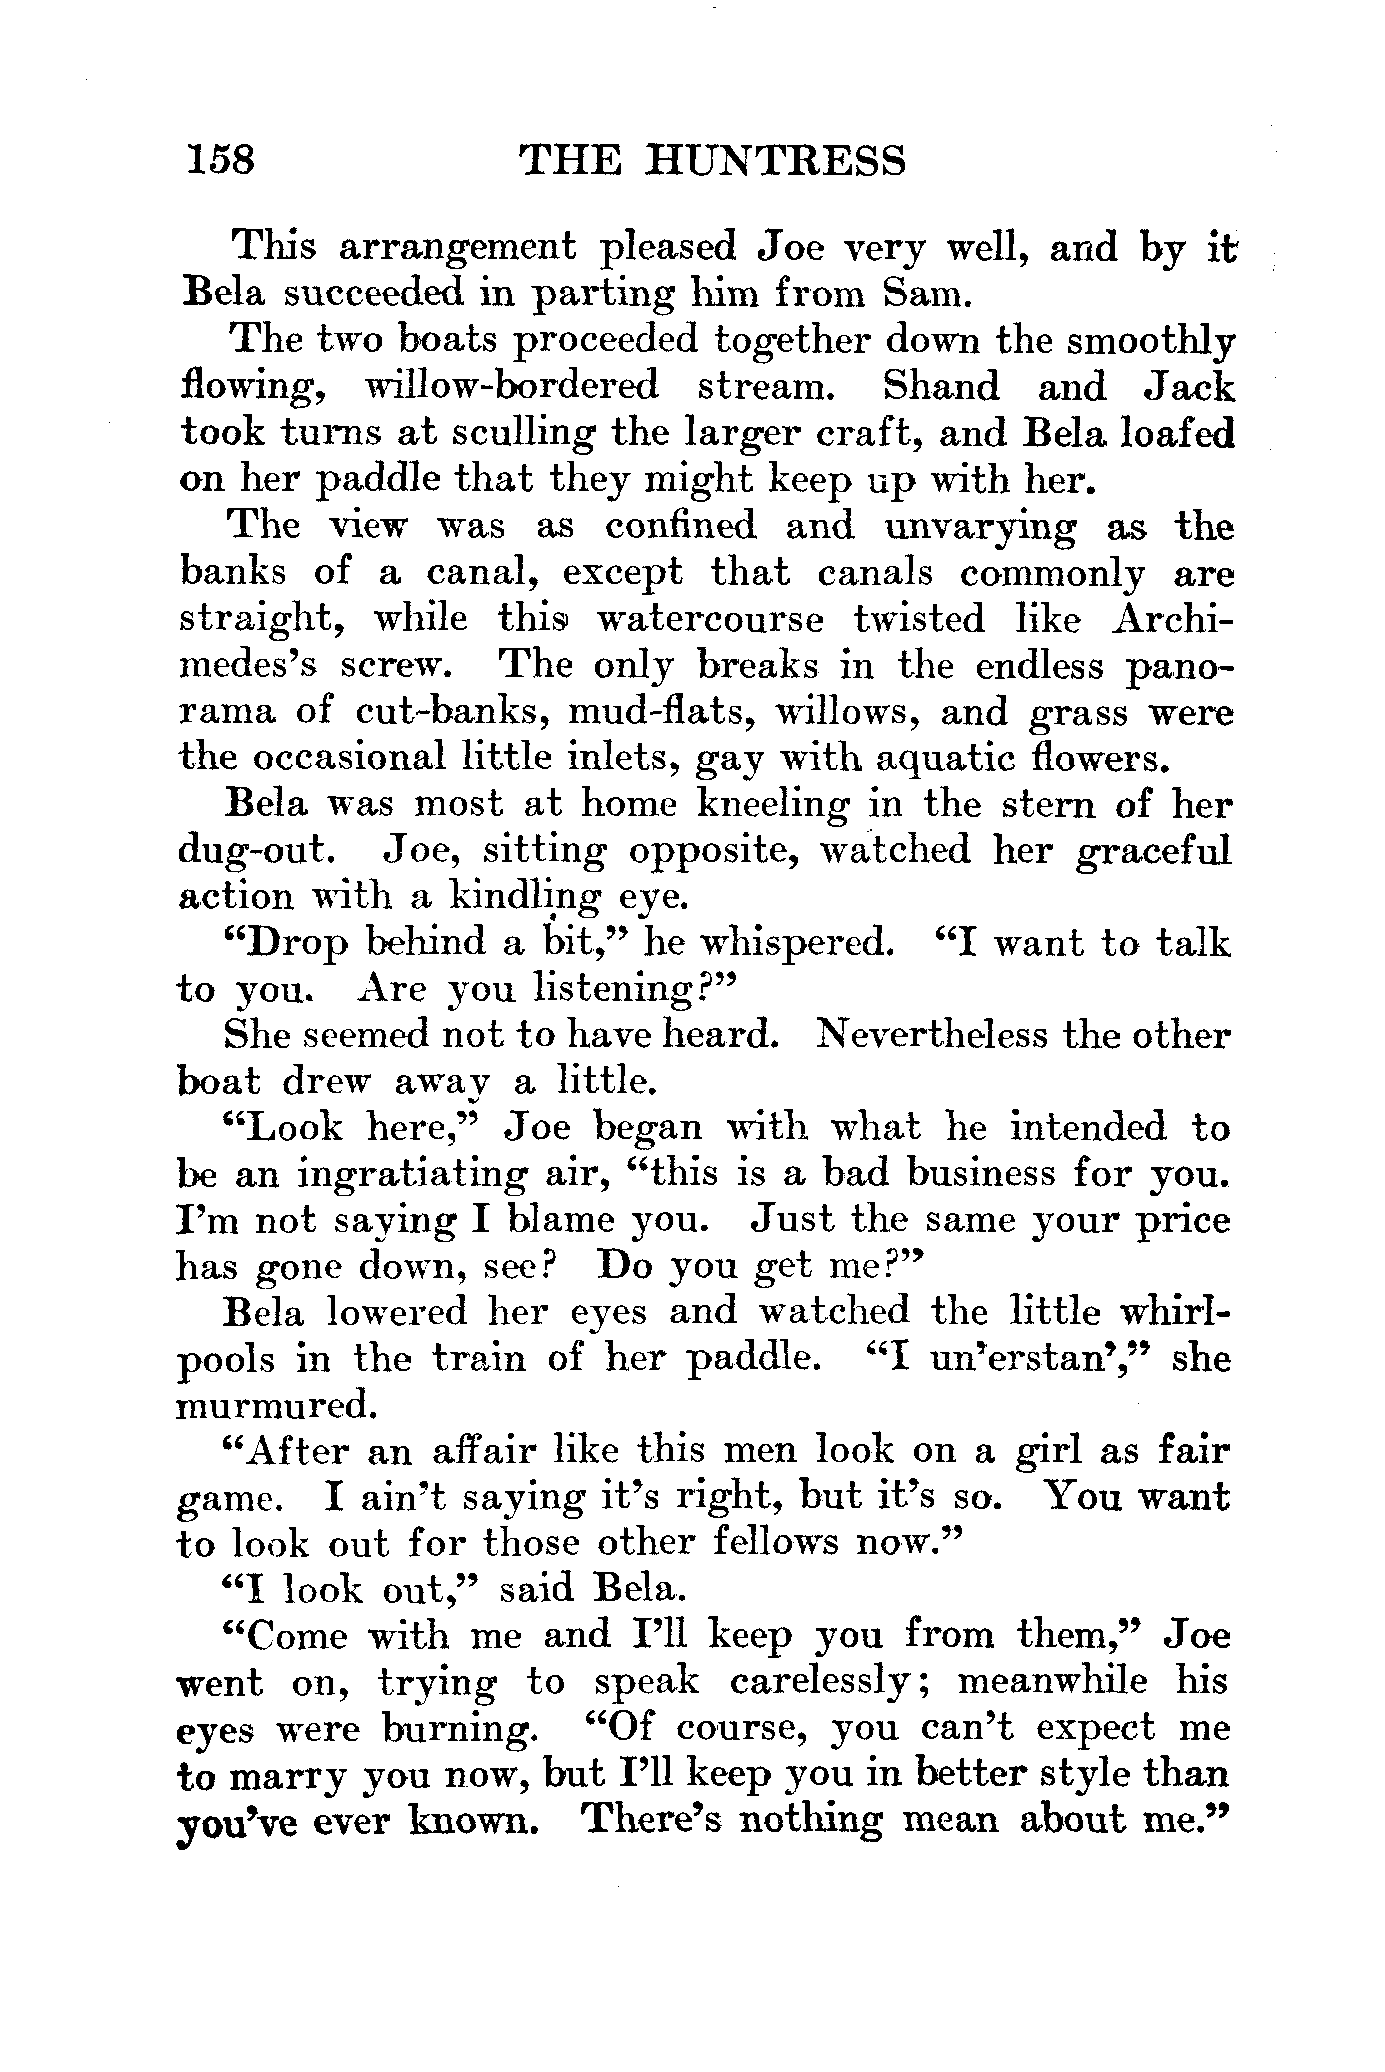 158 THE HUNTRESS
This arrangement pleased Joe very well, and by it
Bela succeeded in parting him from Sam.
The two boats proceeded together down the smoothly
flowing, willow-bordered stream. Shand and Jack
took turns at sculling the larger craft, and Bela loafed
on her paddle that they might keep up with her.
The view was as confined and unvarying as the
banks of a canal, except that canals commonly are
straight, while this watercourse twisted like Archi-
medes's screw. The only breaks in the endless pano-
rama of cut-banks, mud-flats, willows, and grass were
the occasional little inlets, gay with aquatic flowers.
Bela was most at home kneeling in the stern of her
dug-out. Joe, sitting opposite, watched her graceful
action with a kindling eye.
“Drop behind a bit,” he whispered. “I want to talk
to you. Are you listening?”
She seemed not to have heard. Nevertheless the other
boat drew away a little.
“Look here,” Joe began with what he intended to
be an ingratiating air, “this is a bad business for you.
I'm not saying I blame you. Just the same your price
has gone down, see? Do you get me?”
Bela lowered her eyes and watched the little whirl-
pools in the train of her paddle. “I un'erstan',” she
murmured.
“After an affair like this men look on a girl as fair
game. I ain't saying it's right, but it's so. You want
to look out for those other fellows now.”
“I look out,” said Bela.
“Come with me and I'll keep you from them,” Joe
went on, trying to speak carelessly; meanwhile his
eyes were burning. “Of course, you can't expect me
to marry you now, but I'll keep you in better style than
you've ever known. There's nothing mean about me.”